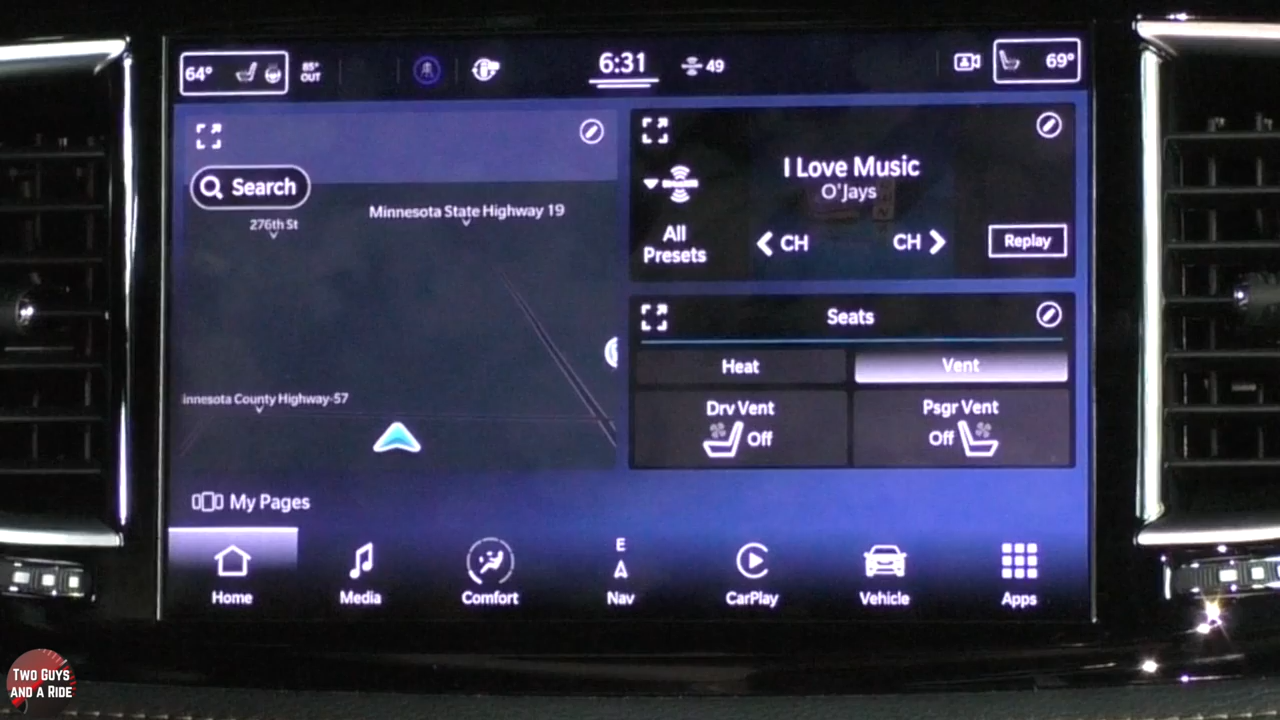 64°
85°
OUT
6:31
49
69°
Search
276th St
Minnesota State Highway 19
innesota County Highway-57
My Pages
I Love Music
O'Jays
All
Presets
CH
CH
Replay
Seats
Heat
Vent
Drv Vent
Off
Psgr Vent
Off
Home
Media
Comfort
E
Nav
CarPlay
Vehicle
Apps
TWO GUYS
AND A RIDE